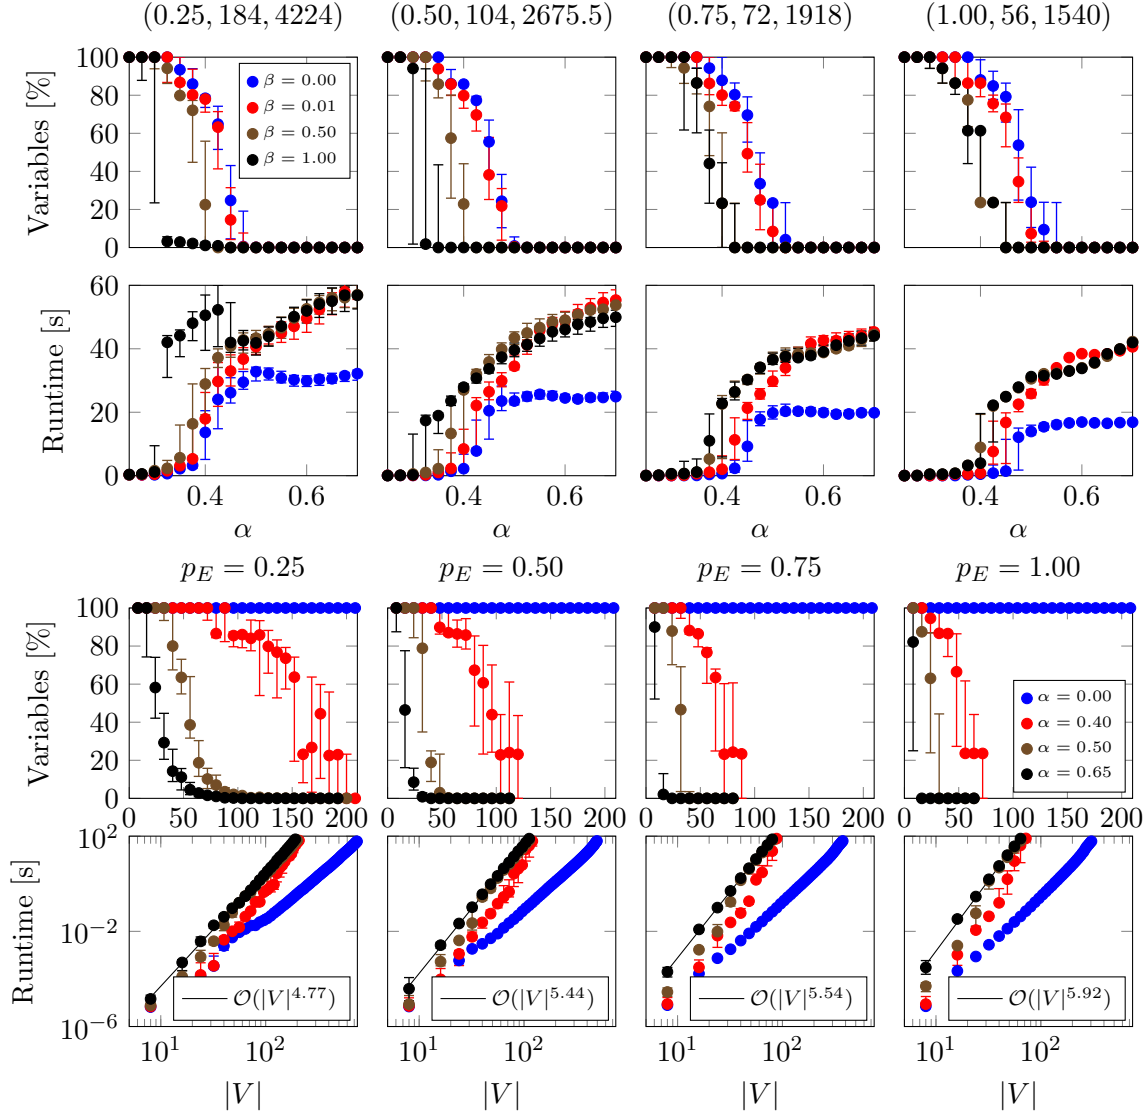 (0.25, 184, 4224) (0.50, 104, 2675.5) (0.75, 72, 1918) (1.00, 56, 1540)
Variables [%]
100
80
60
40
20
0
β = 0.00
β = 0.01
β = 0.50
β = 1.00
Runtime [s]
60
40
20
0
0.4 0.6 0.4 0.6 0.4 0.6 0.4 0.6
α α α α
p_E = 0.25 p_E = 0.50 p_E = 0.75 p_E = 1.00
Variables [%]
100
80
60
40
20
0
α = 0.00
α = 0.40
α = 0.50
α = 0.65
0 50 100 150 200 0 50 100 150 200 0 50 100 150 200 0 50 100 150 200
Runtime [s]
10^2
10^−2
10^−6
O(|V|^4.77) O(|V|^5.44) O(|V|^5.54) O(|V|^5.92)
10^1 10^2 10^1 10^2 10^1 10^2 10^1 10^2
|V| |V| |V| |V|